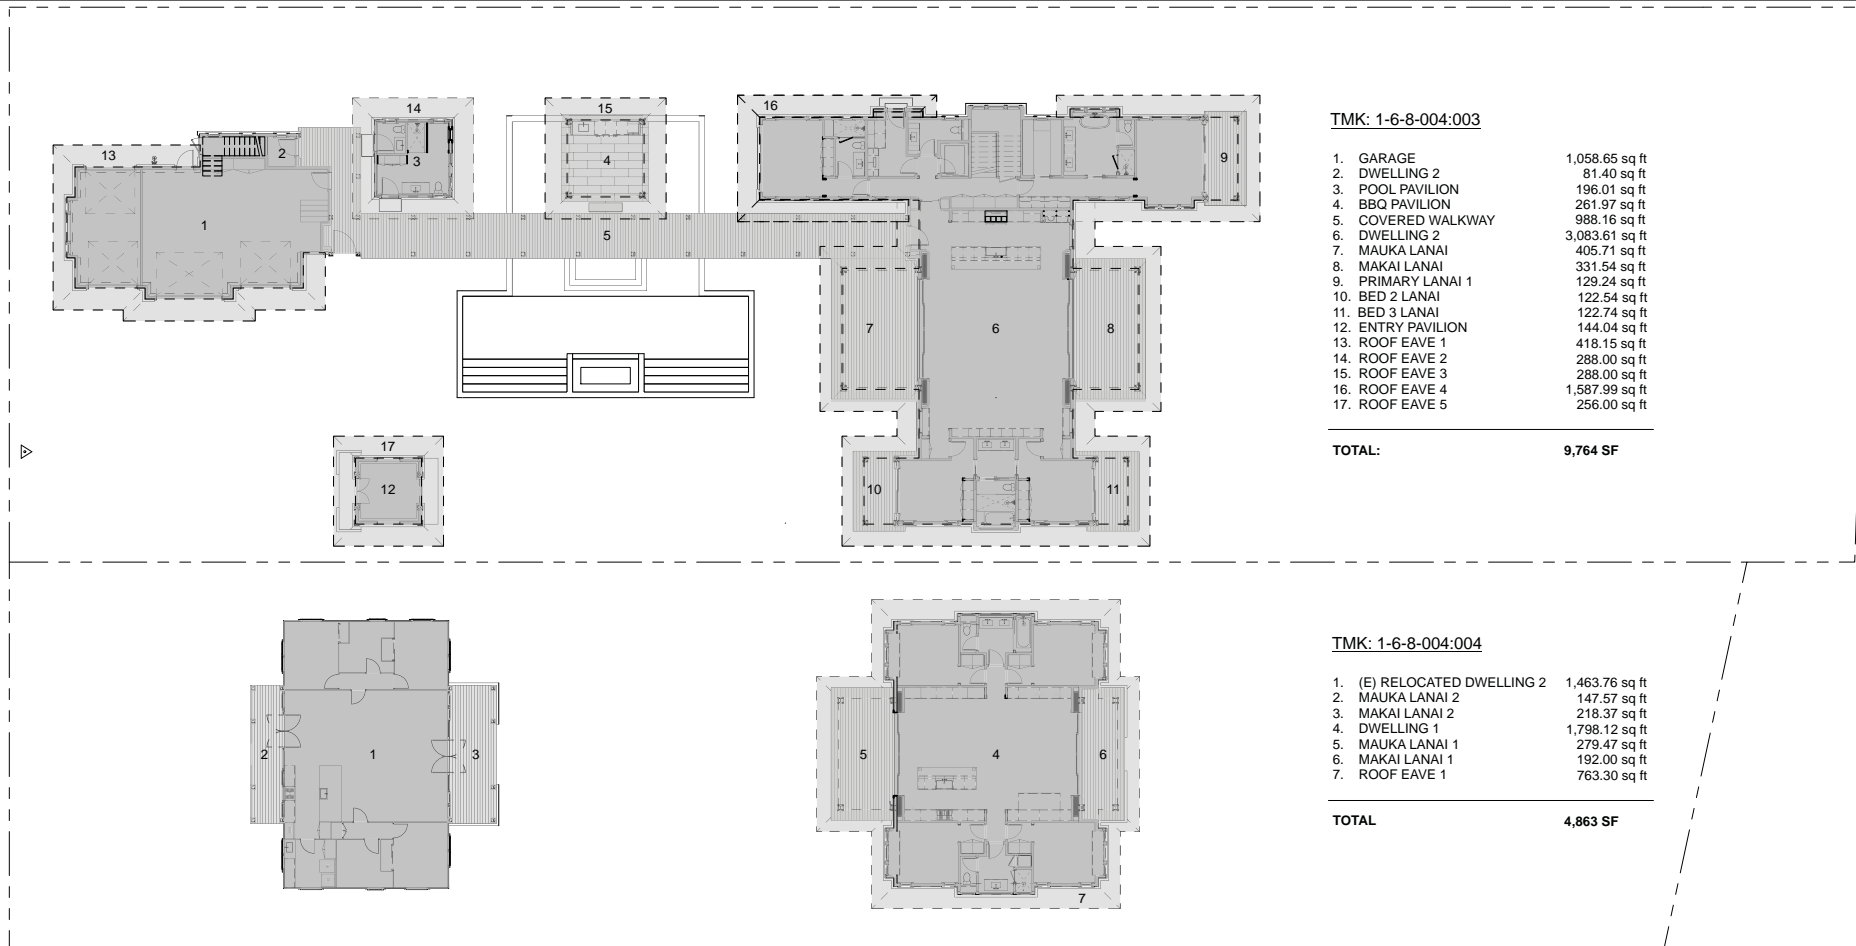 TMK: 1-6-8-004:003
1. GARAGE 1,058.65 sq ft
2. DWELLING 2 81.40 sq ft
3. POOL PAVILION 196.01 sq ft
4. BBQ PAVILION 261.97 sq ft
5. COVERED WALKWAY 988.16 sq ft
6. DWELLING 2 3,083.61 sq ft
7. MAUKA LANAI 405.71 sq ft
8. MAKAI LANAI 331.54 sq ft
9. PRIMARY LANAI 1 129.24 sq ft
10. BED 2 LANAI 122.54 sq ft
11. BED 3 LANAI 122.74 sq ft
12. ENTRY PAVILION 144.04 sq ft
13. ROOF EAVE 1 418.15 sq ft
14. ROOF EAVE 2 288.00 sq ft
15. ROOF EAVE 3 288.00 sq ft
16. ROOF EAVE 4 1,587.99 sq ft
17. ROOF EAVE 5 256.00 sq ft
TOTAL: 9,764 SF
14
15
16
13
2
3
4
9
1
5
7
6
8
17
12
10
11
TMK: 1-6-8-004:004
1. (E) RELOCATED DWELLING 2 1,463.76 sq ft
2. MAUKA LANAI 2 147.57 sq ft
3. MAKAI LANAI 2 218.37 sq ft
4. DWELLING 1 1,798.12 sq ft
5. MAUKA LANAI 1 279.47 sq ft
6. MAKAI LANAI 1 192.00 sq ft
7. ROOF EAVE 1 763.30 sq ft
TOTAL 4,863 SF
2
1
3
5
4
6
7